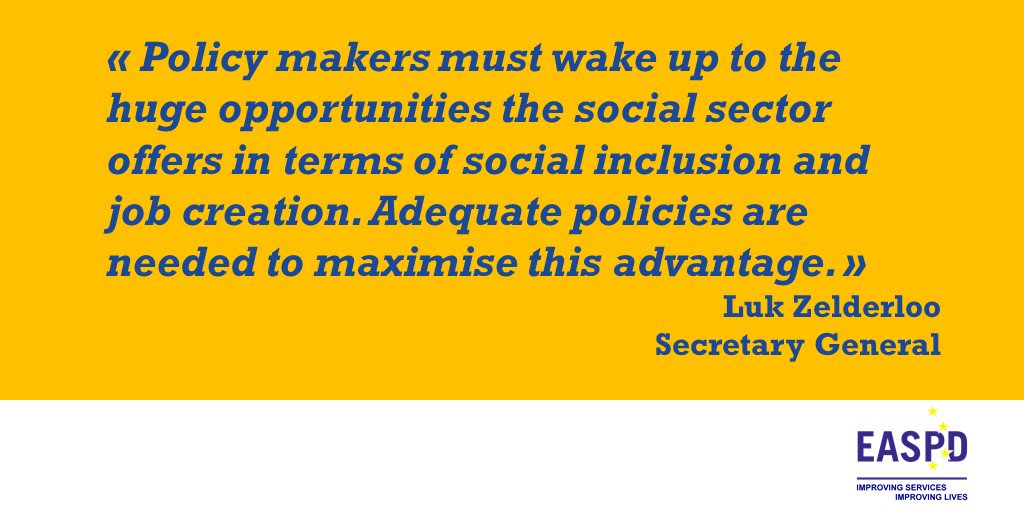 « Policy makers must wake up to the
huge opportunities the social sector
offers in terms of social inclusion and
job creation. Adequate policies are
needed to maximise this advantage. »
Luk Zelderloo
Secretary General
EASPD
IMPROVING SERVICES
IMPROVING LIVES